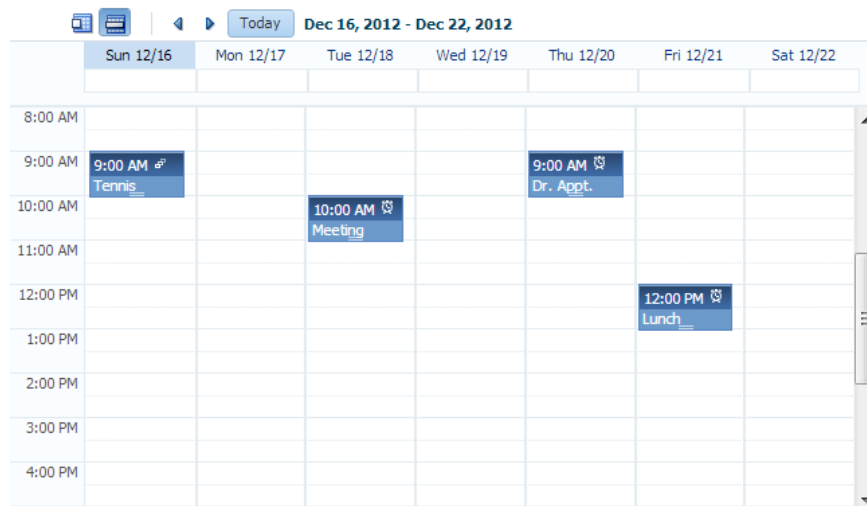 Today Dec 16, 2012 - Dec 22, 2012
Sun 12/16 Mon 12/17 Tue 12/18 Wed 12/19 Thu 12/20 Fri 12/21 Sat 12/22
8:00 AM
9:00 AM 9:00 AM 9:00 AM
Tennis Dr. Appt.
10:00 AM 10:00 AM
Meeting
11:00 AM
12:00 PM 12:00 PM
Lunch
1:00 PM
2:00 PM
3:00 PM
4:00 PM